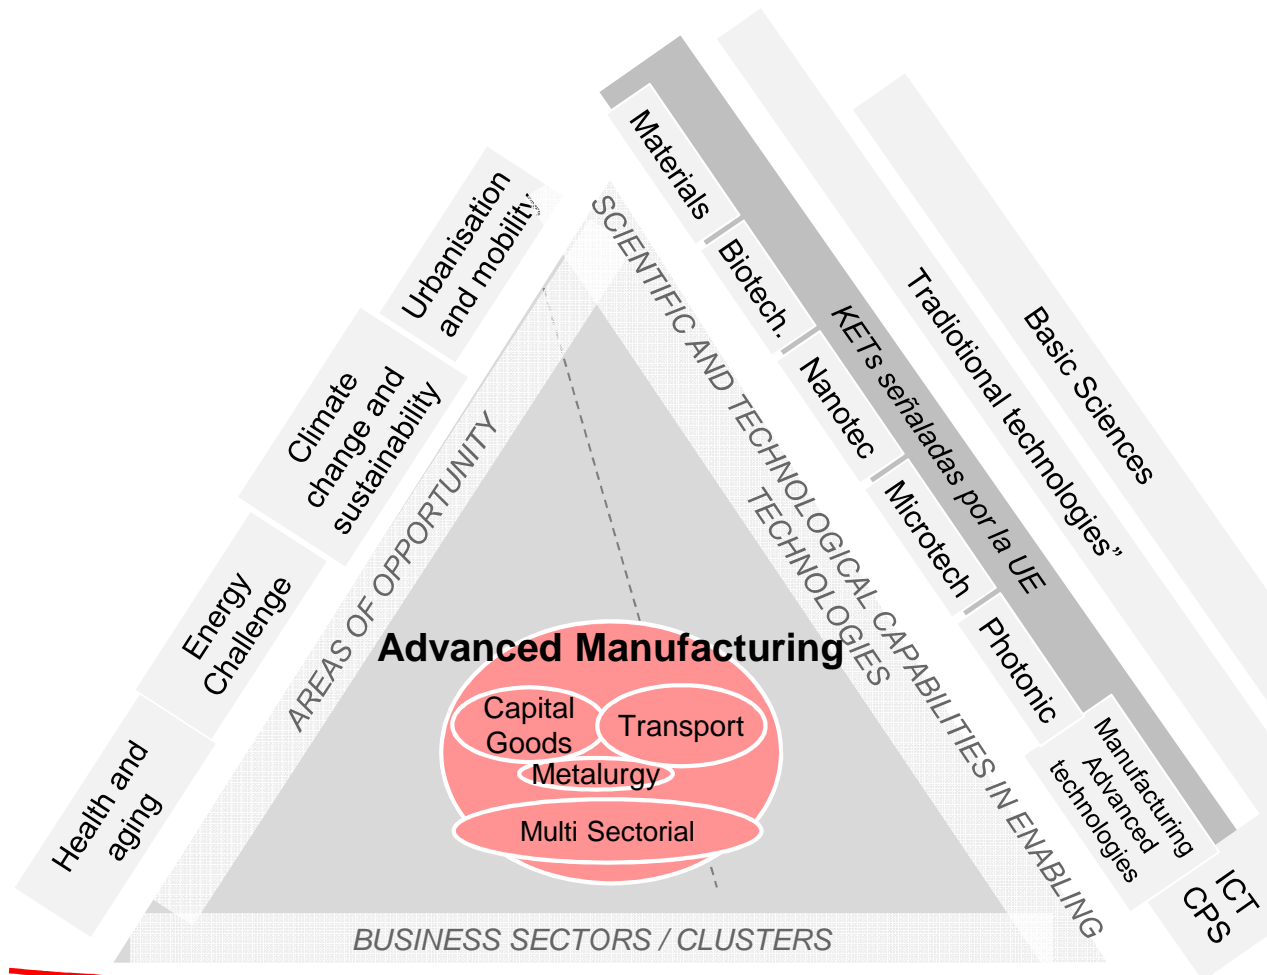 Urbanisation
and mobility
Climate
change and
sustainability
Energy
Challenge
Health and
aging
AREAS OF OPPORTUNITY
SCIENTIFIC AND TECHNOLOGICAL CAPABILITIES IN ENABLING
TECHNOLOGIES
Materials
Biotech.
Nanotec
Microtech
Photonic
Manufacturing
Advanced
technologies
ICT
CPS
KETs señaladas por la UE
Tradiotional technologies”
Basic Sciences
Advanced Manufacturing
Capital
Goods
Transport
Metalurgy
Multi Sectorial
BUSINESS SECTORS / CLUSTERS